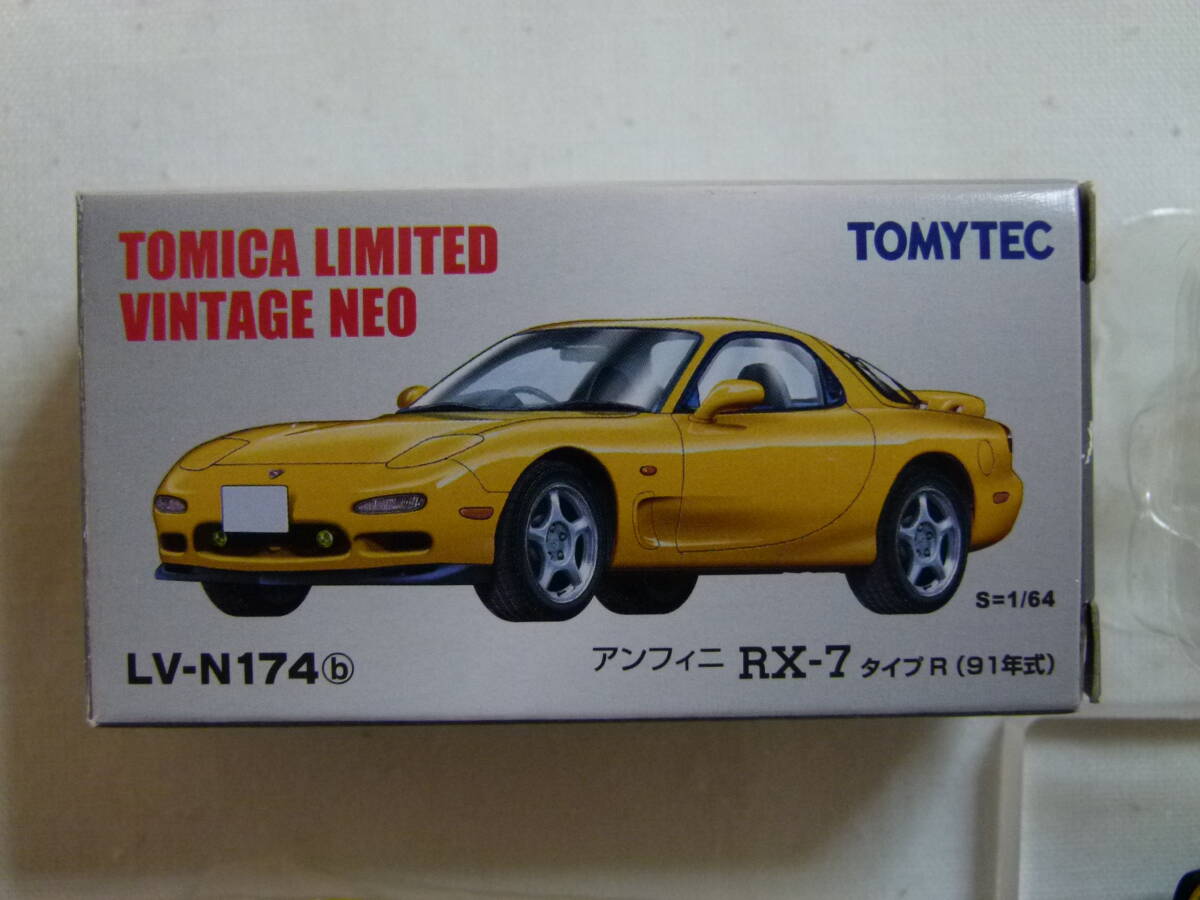 TOMICA LIMITED
VINTAGE NEO
TOMYTEC
S=1/64
LV-N174ⓑ
アンフィニ RX-7 タイプR(91年式)